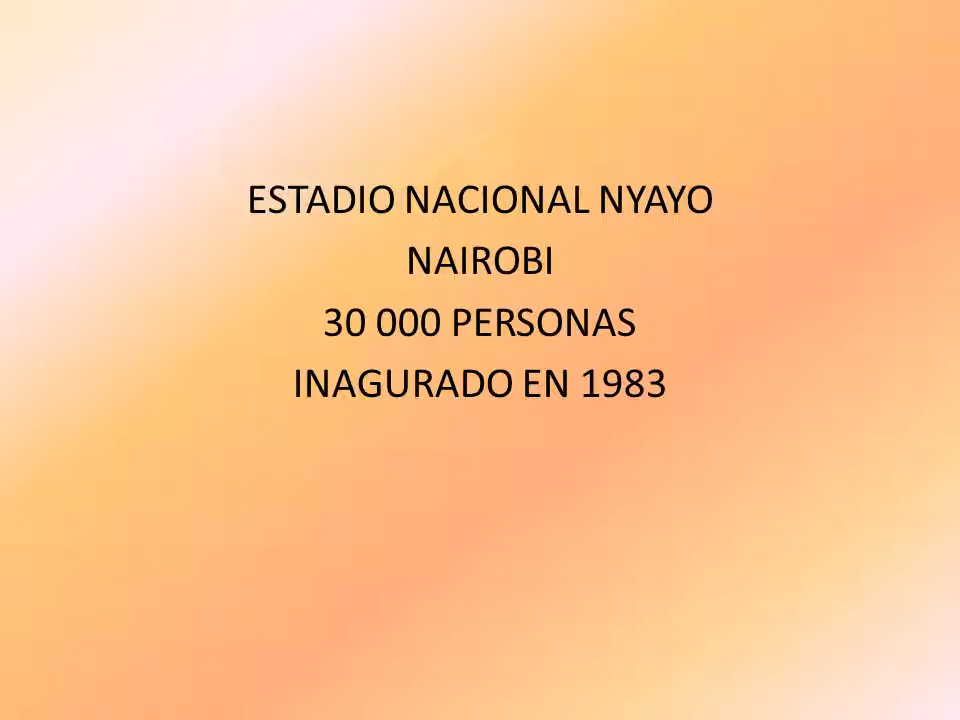 ESTADIO NACIONAL NYAYO
NAIROBI
30 000 PERSONAS
INAGURADO EN 1983